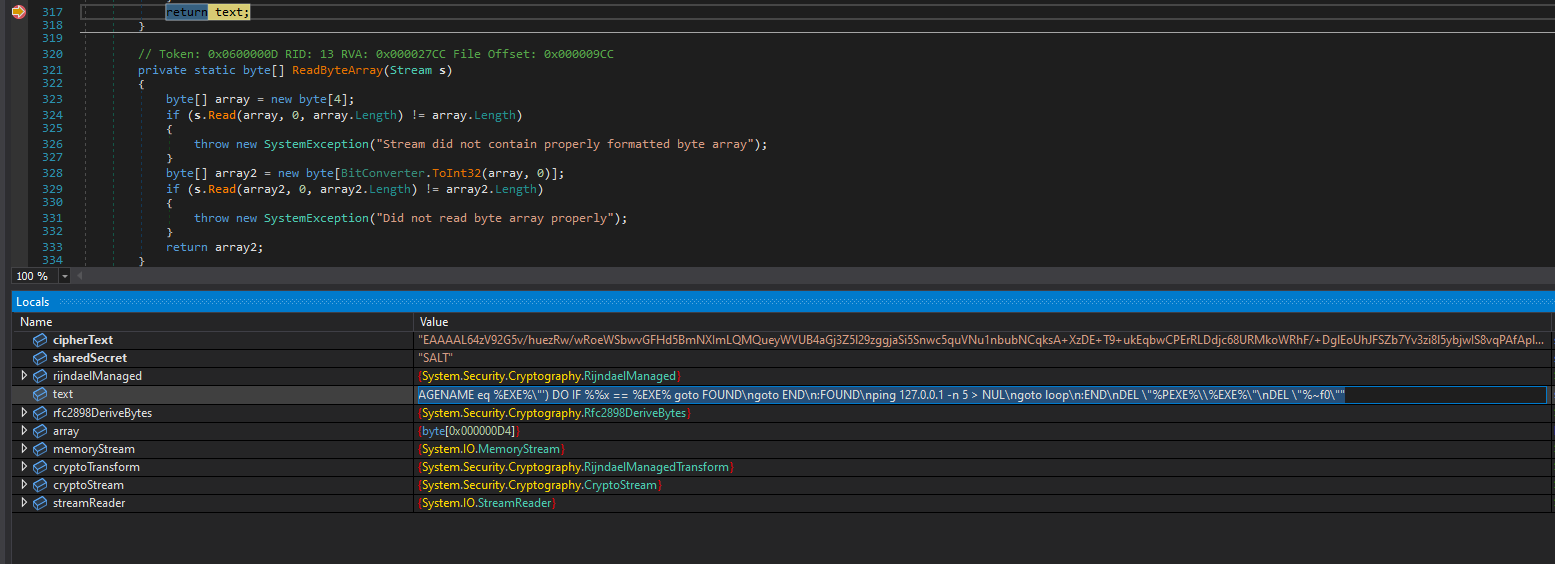 317 return text;
318 }
319
320 // Token: 0x0600000D RID: 13 RVA: 0x000027CC File Offset: 0x000009CC
321 private static byte[] ReadByteArray(Stream s)
322 {
323 byte[] array = new byte[4];
324 if (s.Read(array, 0, array.Length) != array.Length)
325 {
326 throw new SystemException("Stream did not contain properly formatted byte array");
327 }
328 byte[] array2 = new byte[BitConverter.ToInt32(array, 0)];
329 if (s.Read(array2, 0, array2.Length) != array2.Length)
330 {
331 throw new SystemException("Did not read byte array properly");
332 }
333 return array2;
334 }
100 %
Locals
Name Value
cipherText "EAAAAL64zV92G5v/huezRw/wRoeWSbwvGFHd5BmNXlmLQMQueyWVUB4aGj3Z5I29zggjaSi5Snwc5quVNu1nbubNCqksA+XzDE+T9+ukEqbwCPErRLDdjc68URMkoWRhF/+DgIEoUhJFSZb7Yv3zi8I5ybjwlS8vqPAfApI...
sharedSecret "SALT"
rijndaelManaged {System.Security.Cryptography.RijndaelManaged}
text AGENAME eq %EXE%\"') DO IF %%x == %EXE% goto FOUND\ngoto END\n:FOUND\nping 127.0.0.1 -n 5 > NUL\ngoto loop\n:END\nDEL \"%PEXE%\\%EXE%\"\nDEL \"%~f0\""
rfc2898DeriveBytes {System.Security.Cryptography.Rfc2898DeriveBytes}
array {byte[0x000000D4]}
memoryStream {System.IO.MemoryStream}
cryptoTransform {System.Security.Cryptography.RijndaelManagedTransform}
cryptoStream {System.Security.Cryptography.CryptoStream}
streamReader {System.IO.StreamReader}